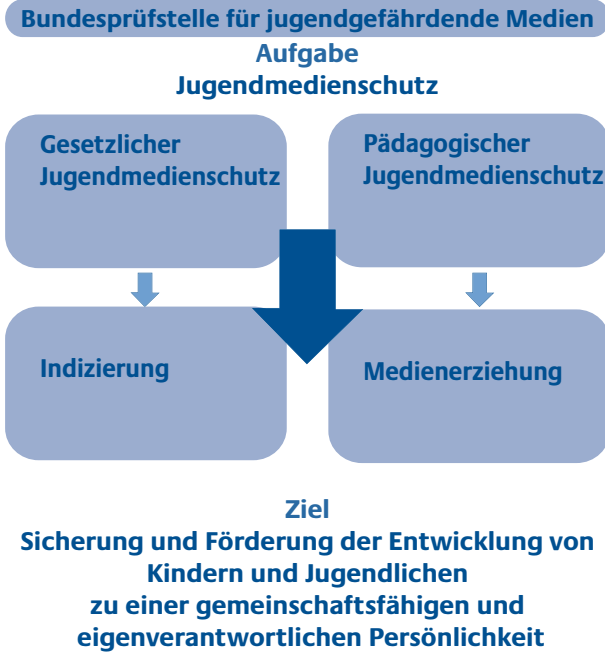 Bundesprüfstelle für jugendgefährdende Medien
Aufgabe
Jugendmedienschutz
Gesetzlicher
Jugendmedienschutz
Pädagogischer
Jugendmedienschutz
Indizierung
Medienerziehung
Ziel
Sicherung und Förderung der Entwicklung von
Kindern und Jugendlichen
zu einer gemeinschaftsfähigen und
eigenverantwortlichen Persönlichkeit